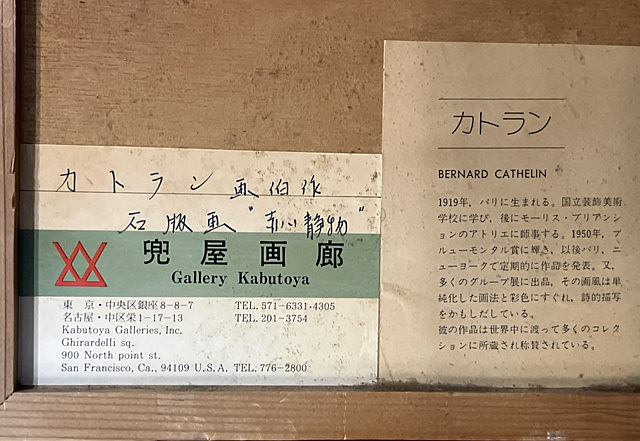 カトラン画伯作
石版画 "赤い静物"
兜屋画廊
Gallery Kabutoya
東 京・中央区銀座8-8-7 TEL.571-6331・4305
名古屋・中区栄1-17-13 TEL.201-3754
Kabutoya Galleries, Inc.
Ghirardelli sq.
900 North point st.
San Francisco, Ca., 94109 U.S.A. TEL.776-2800
カトラン
BERNARD CATHELIN
1919年，パリに生まれる。国立装飾美術
学校に学び，後にモーリス・ブリアンシ
ョンのアトリエに師事する。1950年，ブ
ルューモンタル賞に輝き，以後パリ，ニ
ューヨークで定期的に作品を発表。又，
多くのグループ展に出品，その画風は単
純化した画法と彩色にすぐれ，詩的描写
をかもしだしている。
彼の作品は世界中に渡って多くのコレク
ションに所蔵され称賛されている。